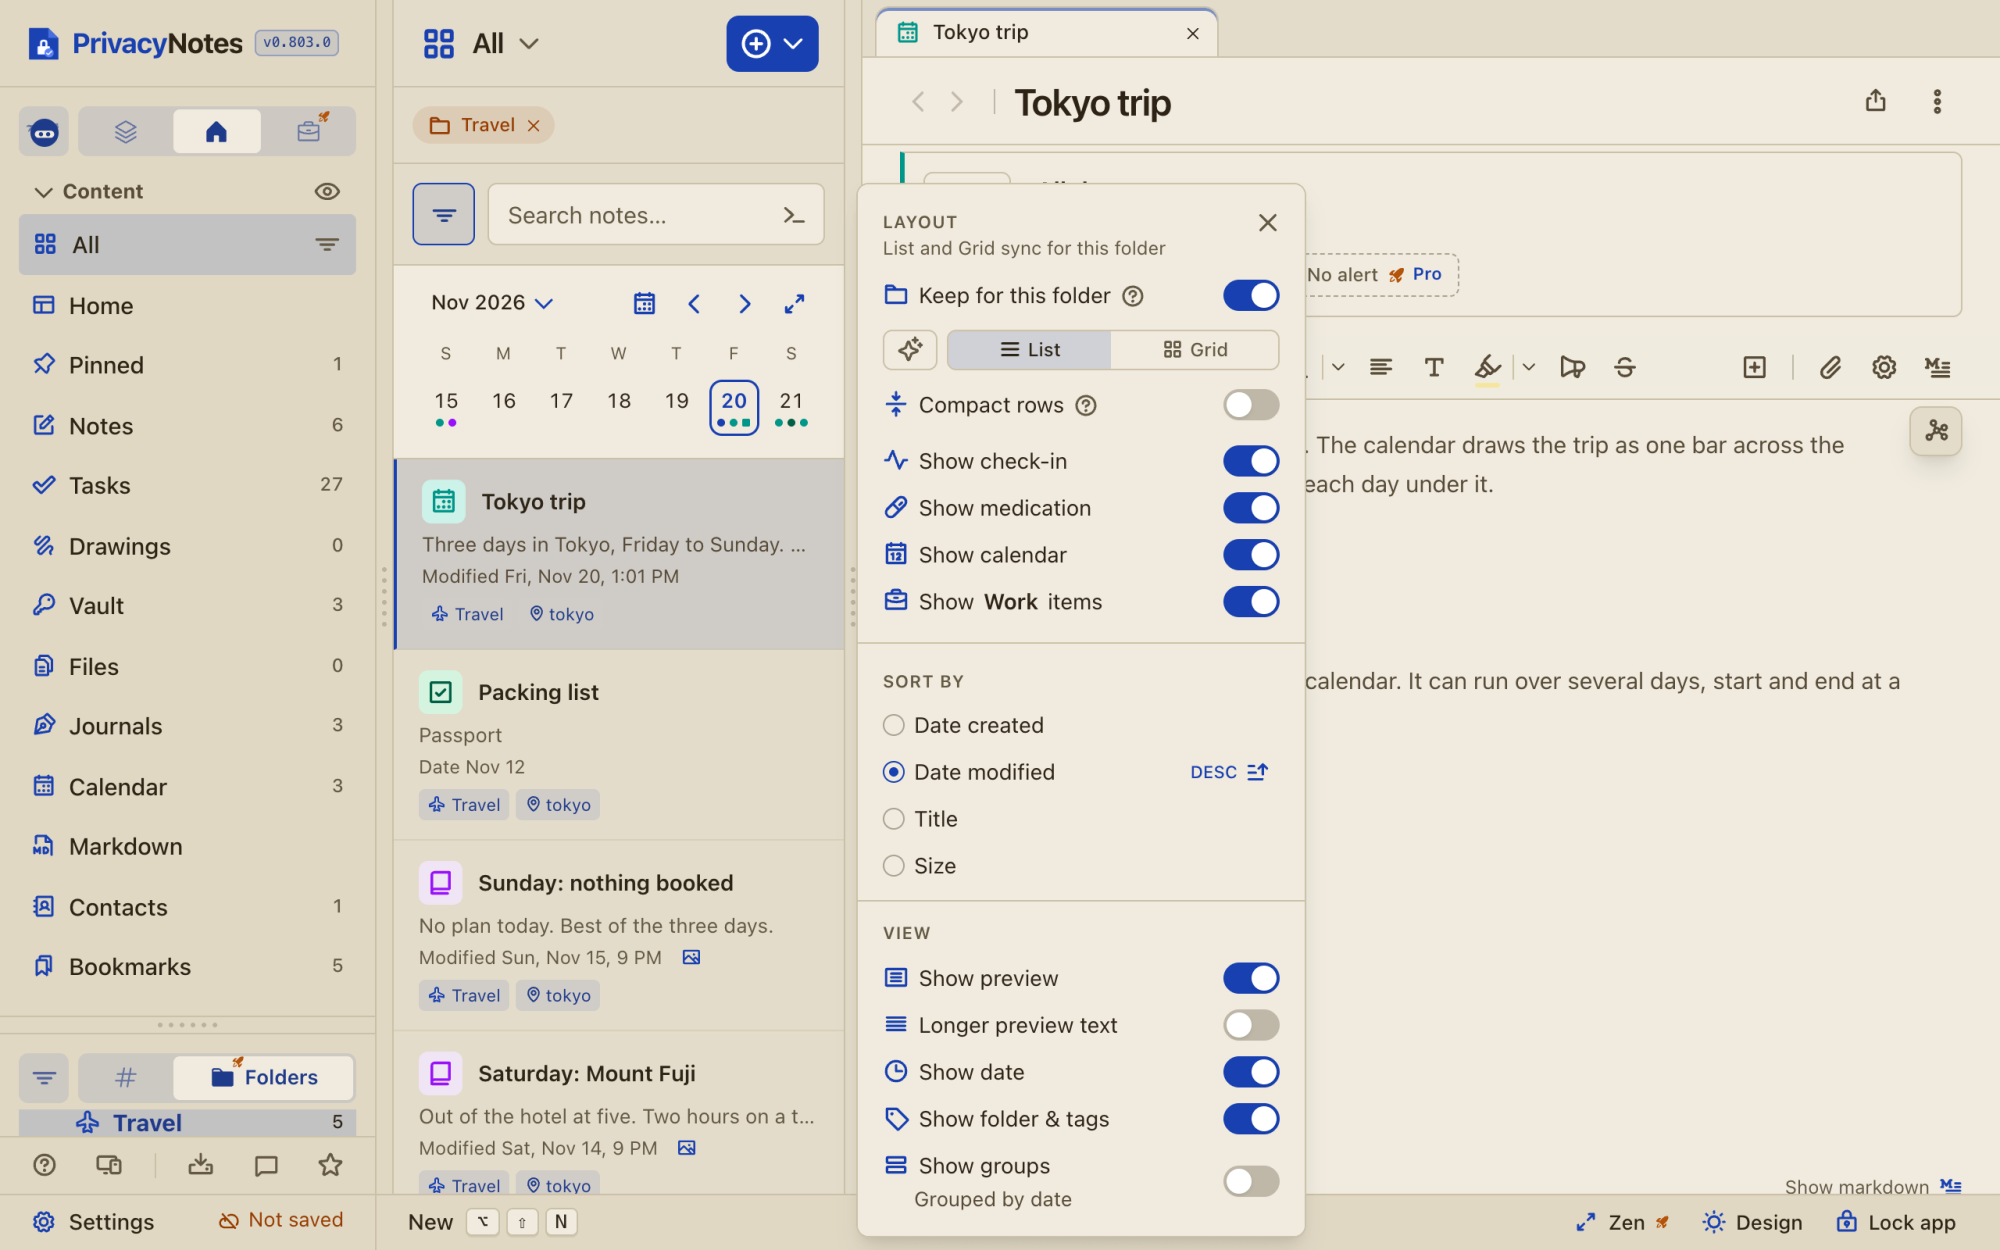 PrivacyNotes v0.803.0
Content
All
Home
Pinned 1
Notes 6
Tasks 27
Drawings 0
Vault 3
Files 0
Journals 3
Calendar 3
Markdown
Contacts 1
Bookmarks 5
# Folders
Travel 5
Settings Not saved
All
Travel
Search notes...
Nov 2026
S M T W T F S
15 16 17 18 19 20 21
Tokyo trip
Three days in Tokyo, Friday to Sunday. ...
Modified Fri, Nov 20, 1:01 PM
Travel tokyo
Packing list
Passport
Date Nov 12
Travel tokyo
Sunday: nothing booked
No plan today. Best of the three days.
Modified Sun, Nov 15, 9 PM
Travel tokyo
Saturday: Mount Fuji
Out of the hotel at five. Two hours on a t...
Modified Sat, Nov 14, 9 PM
Travel tokyo
New ⌥ ⇧ N
Tokyo trip
Tokyo trip
No alert Pro
. The calendar draws the trip as one bar across the
each day under it.
calendar. It can run over several days, start and end at a
Show markdown
Zen Design Lock app
LAYOUT
List and Grid sync for this folder
Keep for this folder
List Grid
Compact rows
Show check-in
Show medication
Show calendar
Show Work items
SORT BY
Date created
Date modified DESC
Title
Size
VIEW
Show preview
Longer preview text
Show date
Show folder & tags
Show groups
Grouped by date